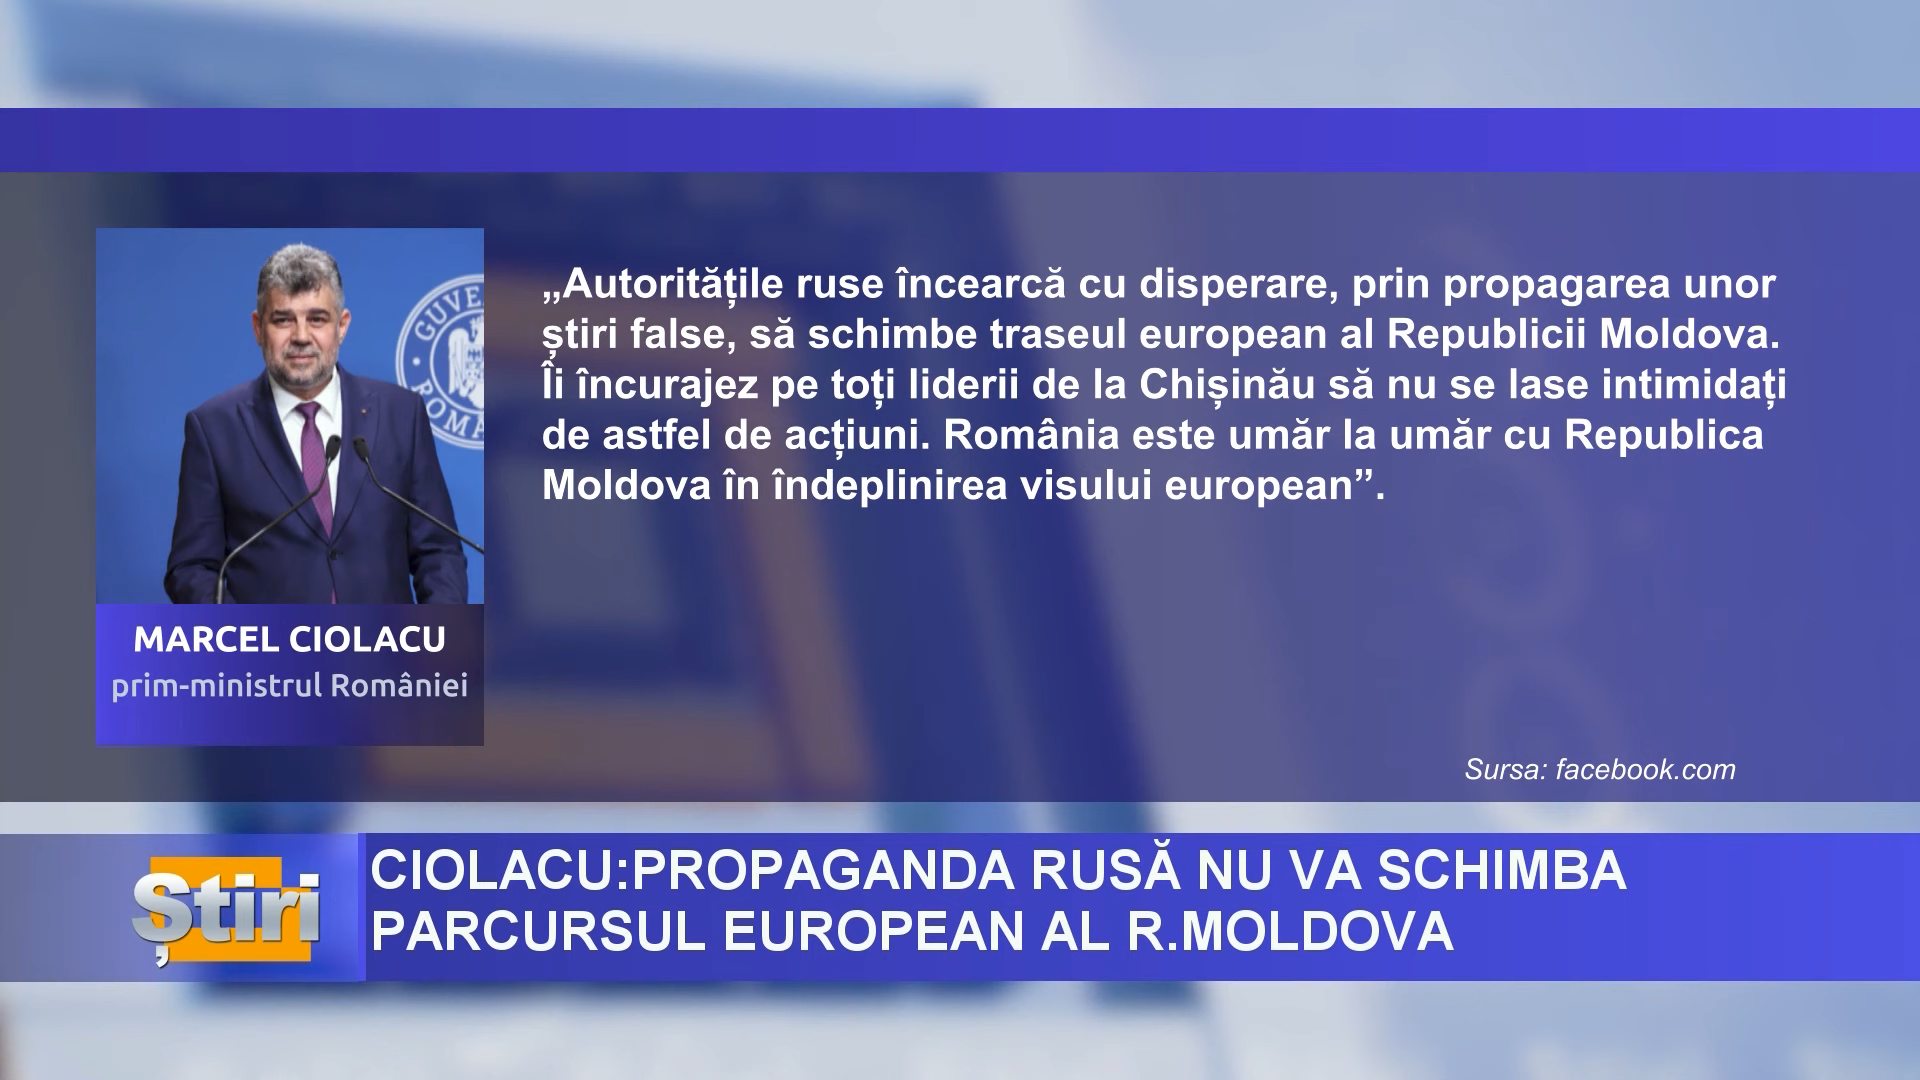 „Autoritățile ruse încearcă cu disperare, prin propagarea unor
știri false, să schimbe traseul european al Republicii Moldova.
Îi încurajez pe toți liderii de la Chișinău să nu se lase intimidați
de astfel de acțiuni. România este umăr la umăr cu Republica
Moldova în îndeplinirea visului european”.
MARCEL CIOLACU
prim-ministrul României
Sursa: facebook.com
Știri
CIOLACU:PROPAGANDA RUSĂ NU VA SCHIMBA
PARCURSUL EUROPEAN AL R.MOLDOVA